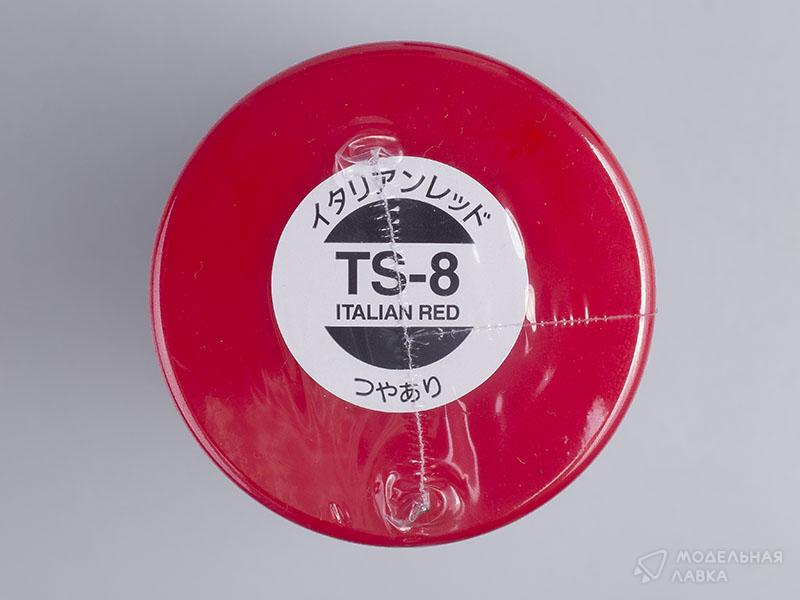 イタリアンレッド
TS-8
ITALIAN RED
つやあり
МОДЕЛЬНАЯ
ЛАВКА